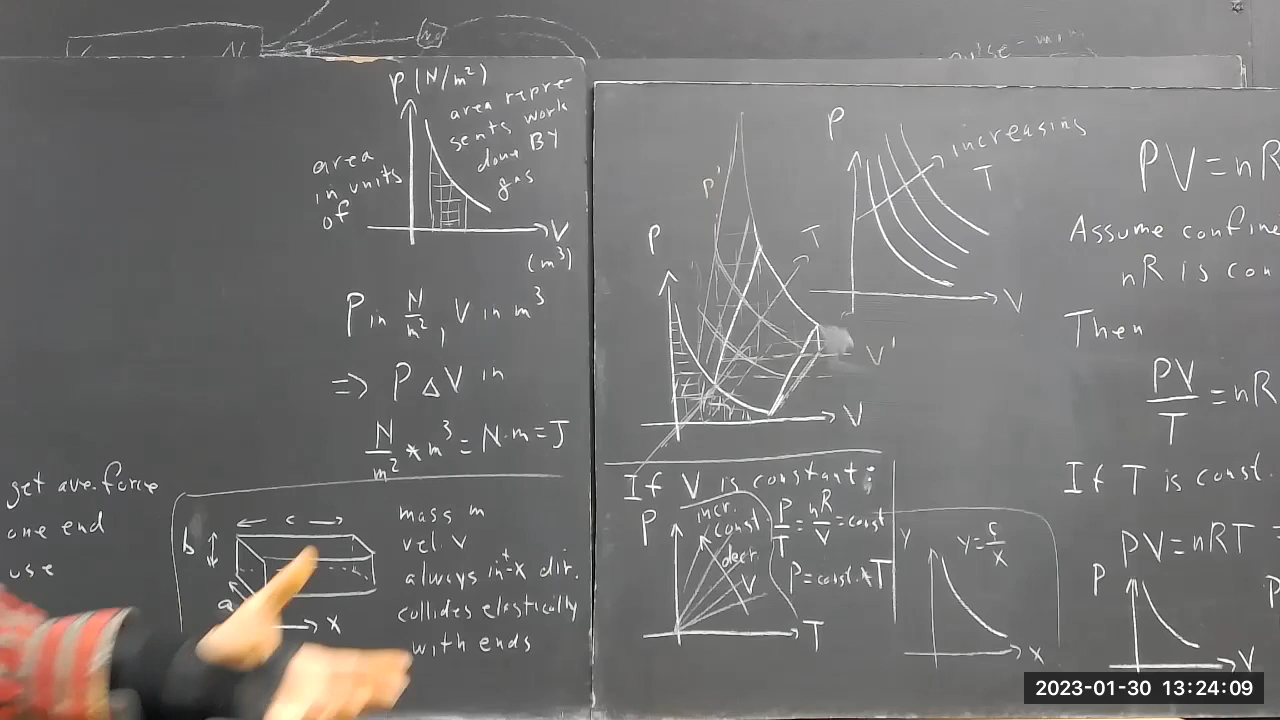 P (N/m²)
area repre-
sents work
done BY
gas
area
in units
of
V
(m³)
P in N/m², V in m³
=> P ΔV in
N/m² * m³ = N·m = J
get ave. force
one end
use
c
b
a
x
mass m
vel. v
always in ±x dir.
collides elastically
with ends
P'
P
T
V'
V
P
increasing
T
V
If V is constant;
P
incr.
const.
decr.
V
T
P/T = nR/V = const
P = const. * T
y
y = c/x
x
PV = nR
Assume confine
nR is con
Then
PV/T = nR
If T is const.
PV = nRT =
P
V
2023-01-30 13:24:09